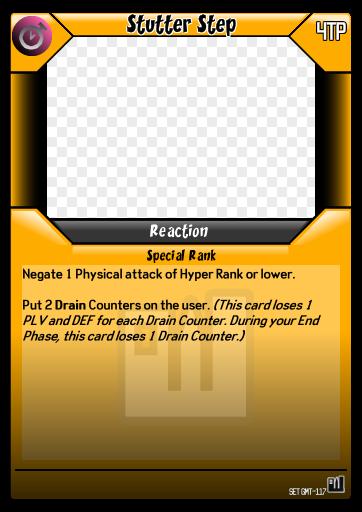 Stutter Step
4TP
Reaction
Special Rank
Negate 1 Physical attack of Hyper Rank or lower.
Put 2 Drain Counters on the user. (This card loses 1
PLV and DEF for each Drain Counter. During your End
Phase, this card loses 1 Drain Counter.)
SET GMT-117